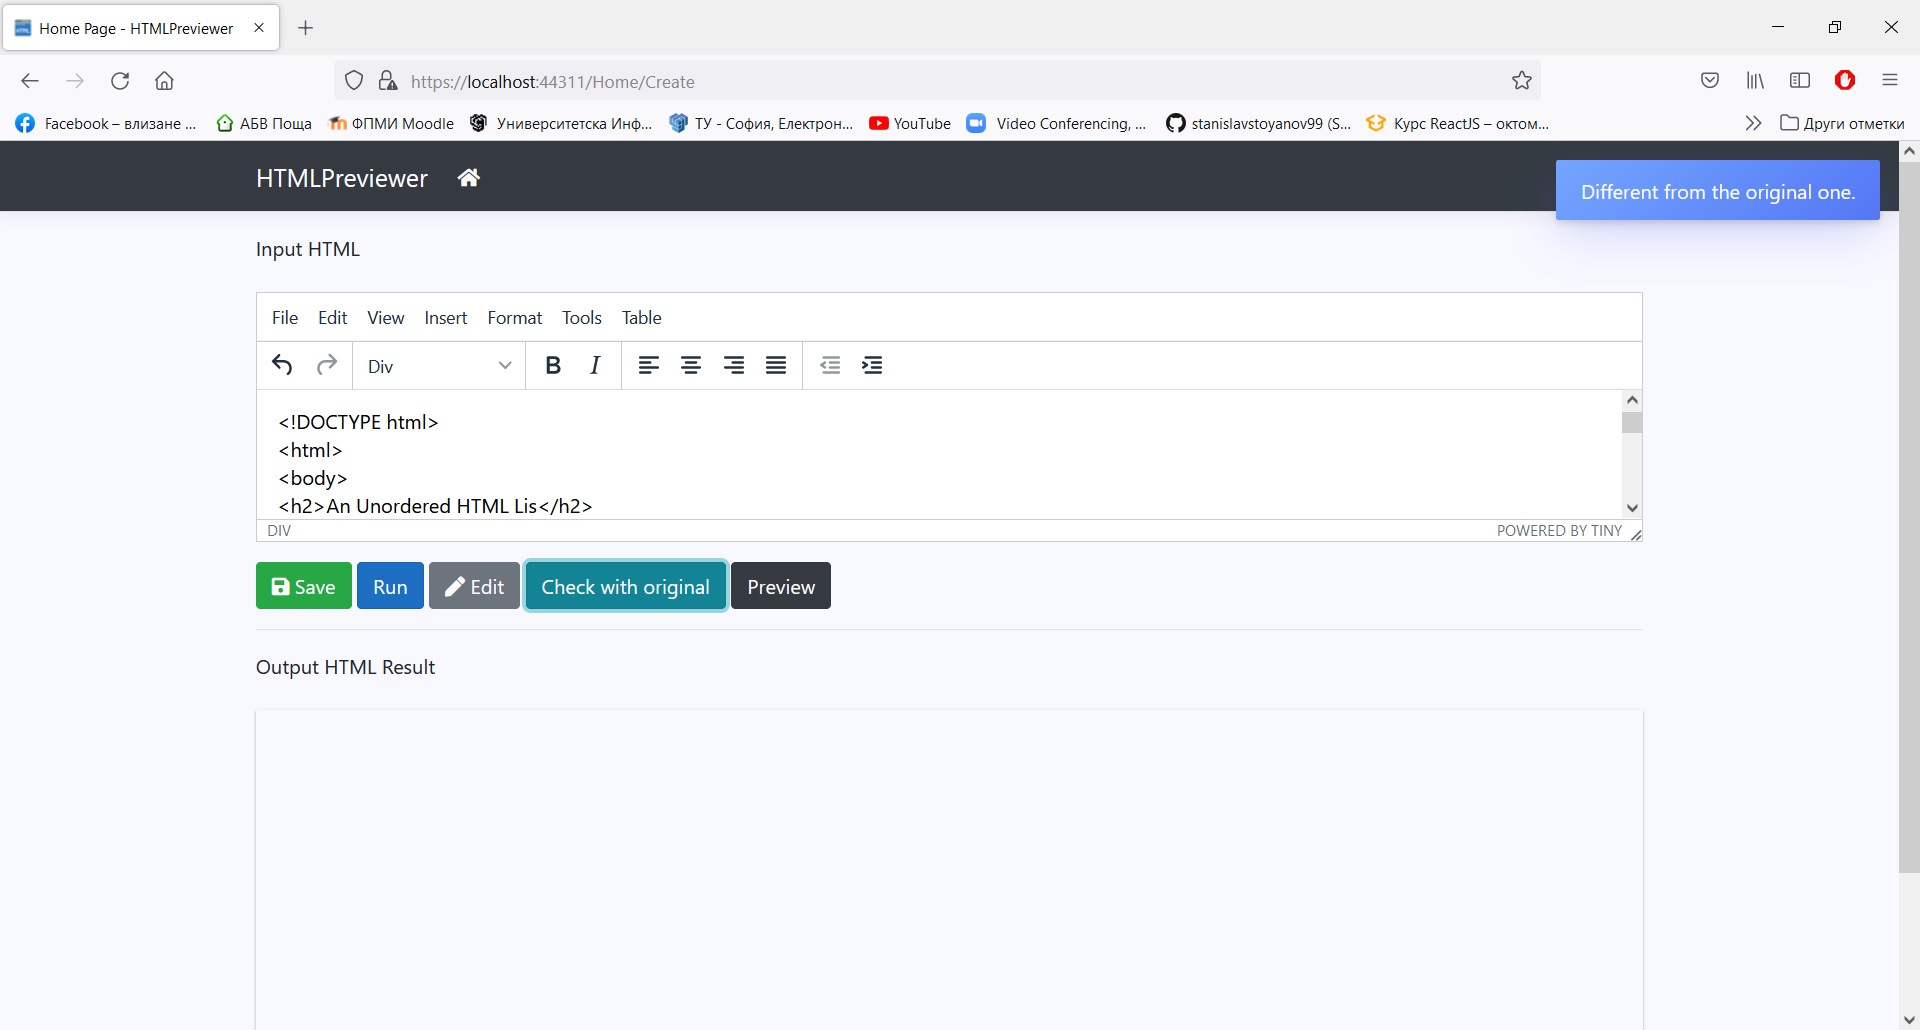 Home Page - HTMLPreviewer
https://localhost:44311/Home/Create
Facebook – влизане ... АБВ Поща ФПМИ Moodle Университетска Инф... ТУ - София, Електрон... YouTube Video Conferencing, ... stanislavstoyanov99 (S... Курс ReactJS – октом... Други отметки
HTMLPreviewer
Different from the original one.
Input HTML
File Edit View Insert Format Tools Table
Div B I
<!DOCTYPE html>
<html>
<body>
<h2>An Unordered HTML Lis</h2>
DIV POWERED BY TINY
Save Run Edit Check with original Preview
Output HTML Result